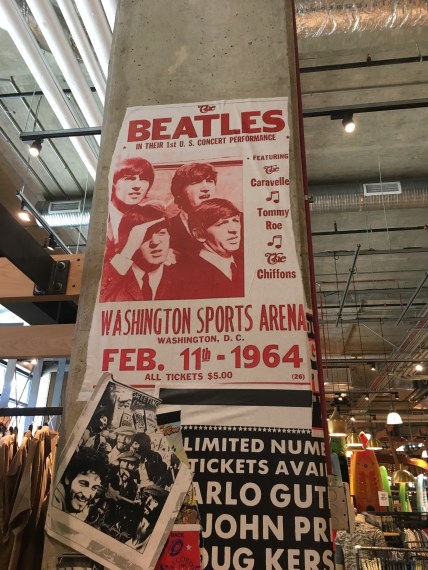 The
BEATLES
IN THEIR 1st U.S. CONCERT PERFORMANCE
FEATURING
The
Caravelle
Tommy
Roe
The
Chiffons
WASHINGTON SPORTS ARENA
WASHINGTON, D.C.
FEB. 11th - 1964
ALL TICKETS $5.00
(26)
LIMITED NUM
TICKETS AVAI
ARLO GUT
JOHN PR
OUG KERS